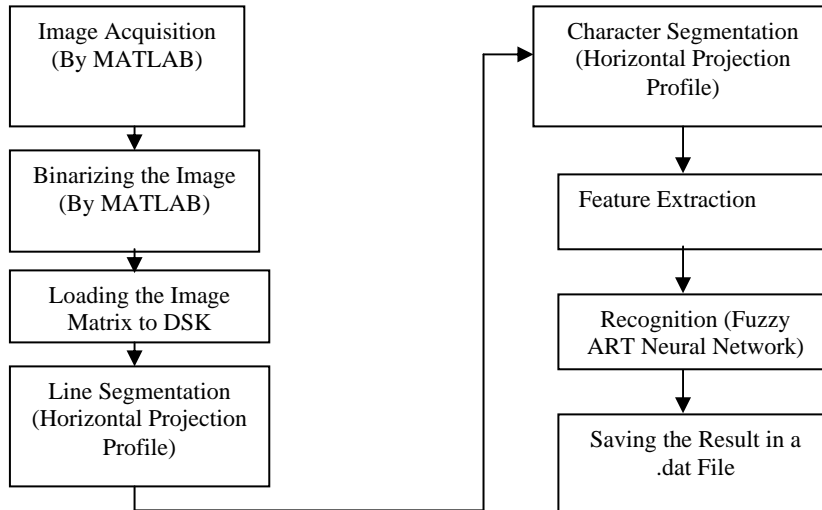 Image Acquisition
(By MATLAB)
Binarizing the Image
(By MATLAB)
Loading the Image
Matrix to DSK
Line Segmentation
(Horizontal Projection
Profile)
Character Segmentation
(Horizontal Projection
Profile)
Feature Extraction
Recognition (Fuzzy
ART Neural Network)
Saving the Result in a
.dat File